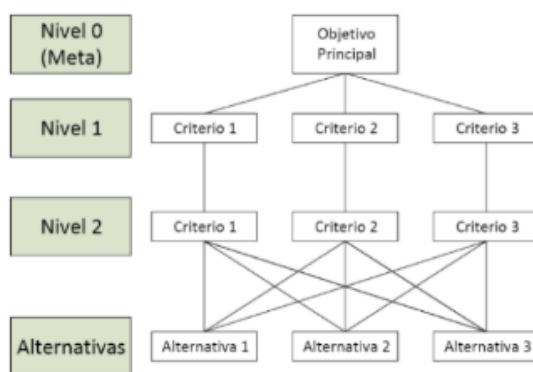 Nivel 0
(Meta)
Objetivo
Principal
Nivel 1
Criterio 1
Criterio 2
Criterio 3
Nivel 2
Criterio 1
Criterio 2
Criterio 3
Alternativas
Alternativa 1
Alternativa 2
Alternativa 3